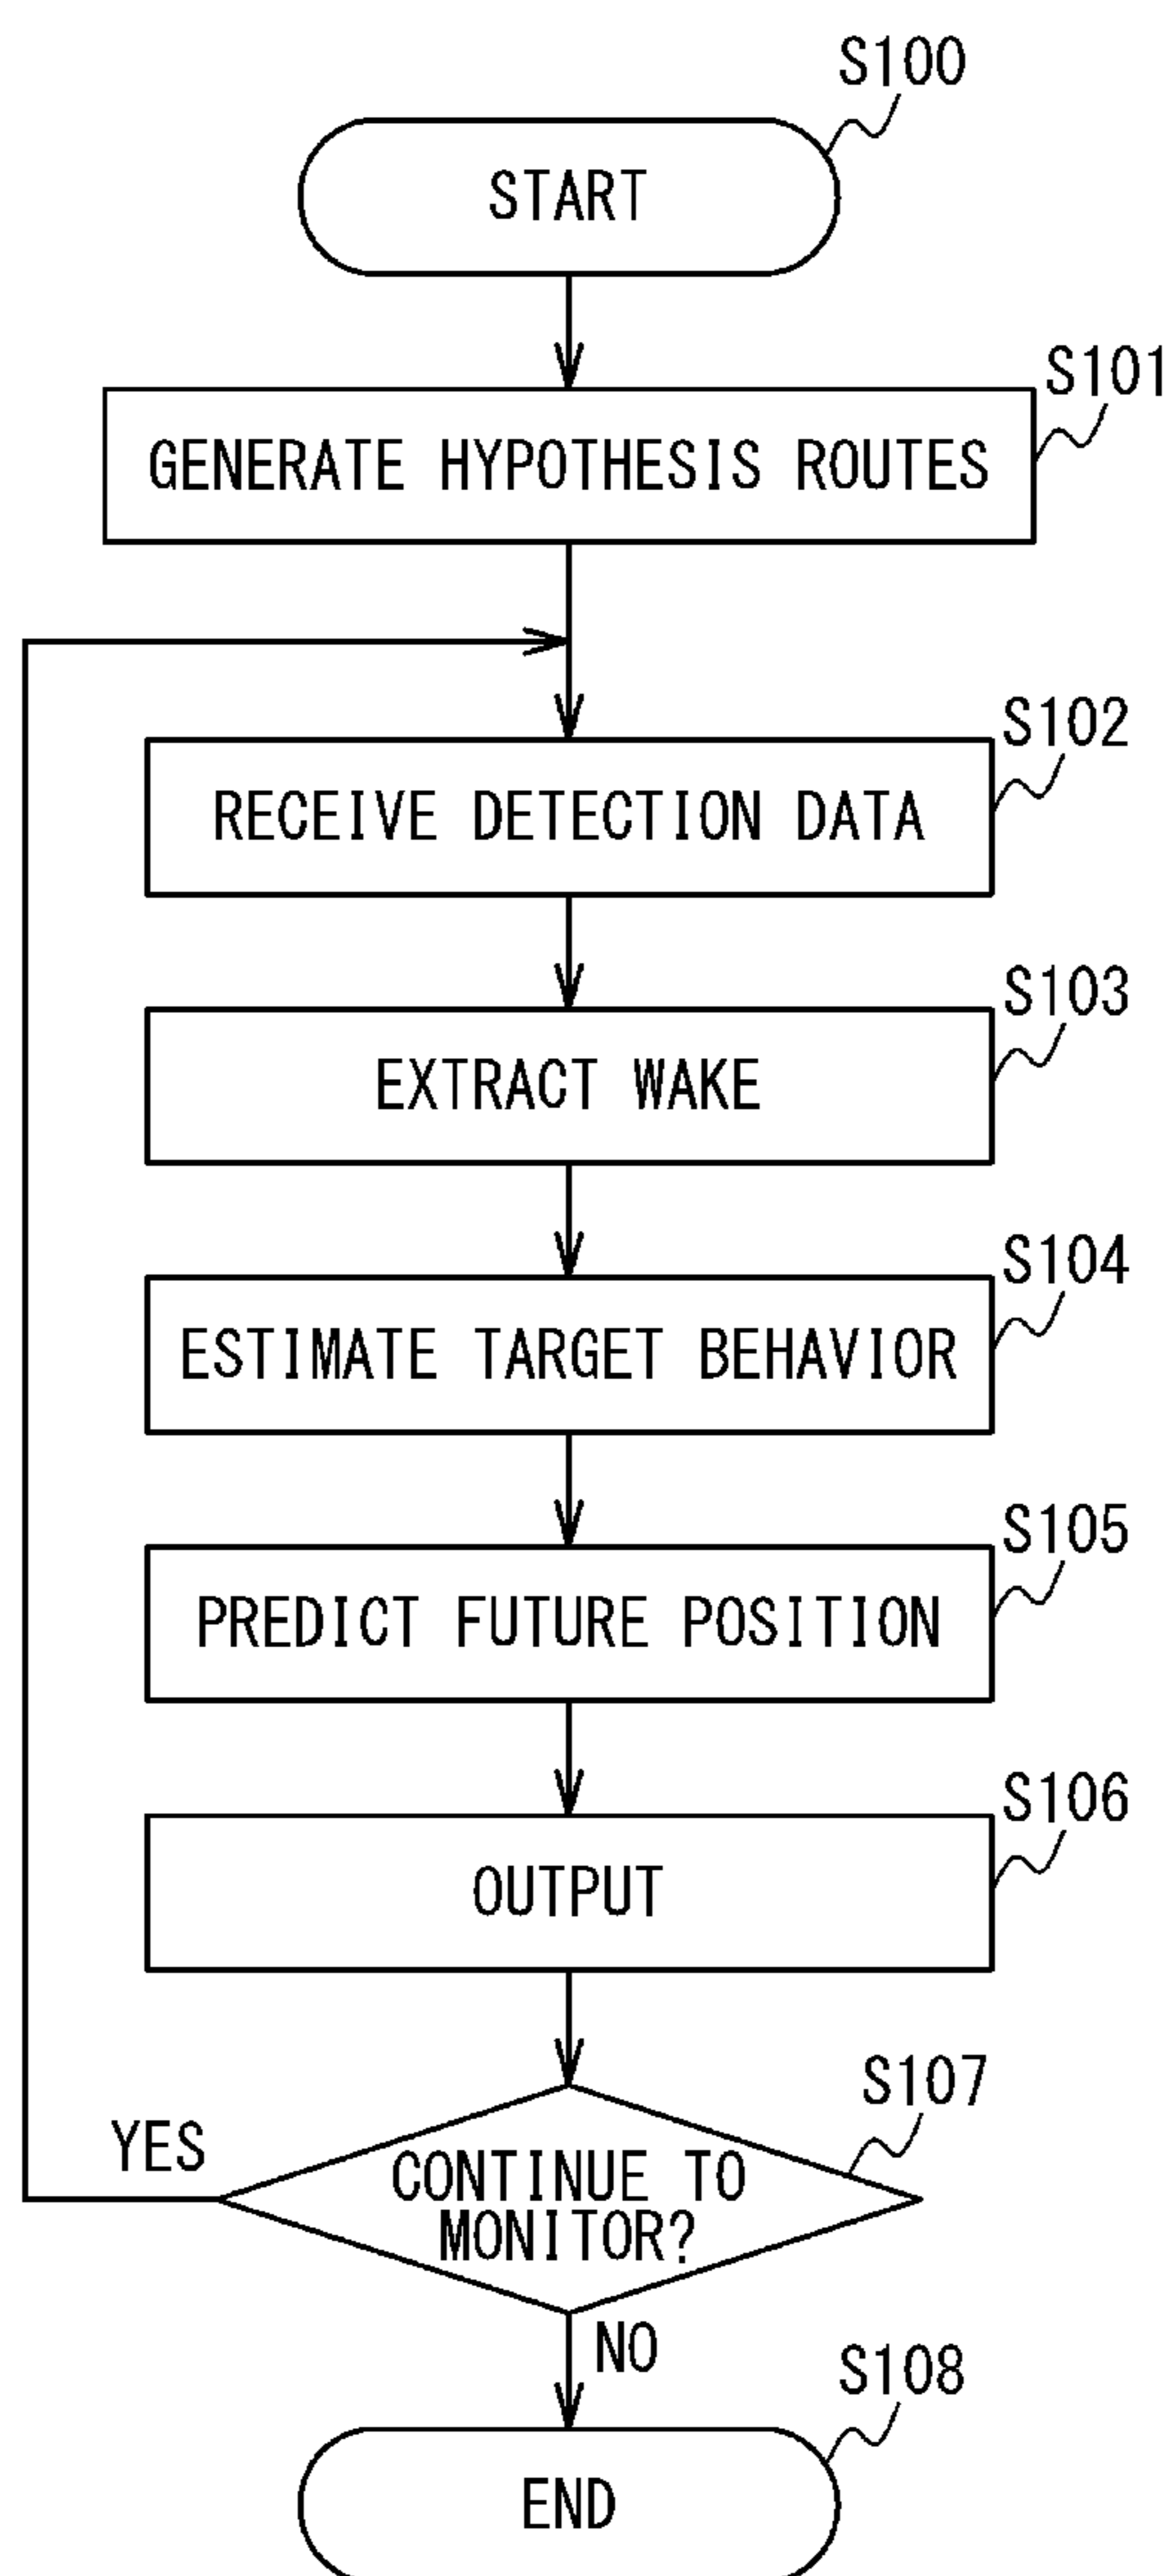 S100
START
S101
GENERATE HYPOTHESIS ROUTES
S102
RECEIVE DETECTION DATA
S103
EXTRACT WAKE
S104
ESTIMATE TARGET BEHAVIOR
S105
PREDICT FUTURE POSITION
S106
OUTPUT
S107
YES
CONTINUE TO
MONITOR?
NO
S108
END